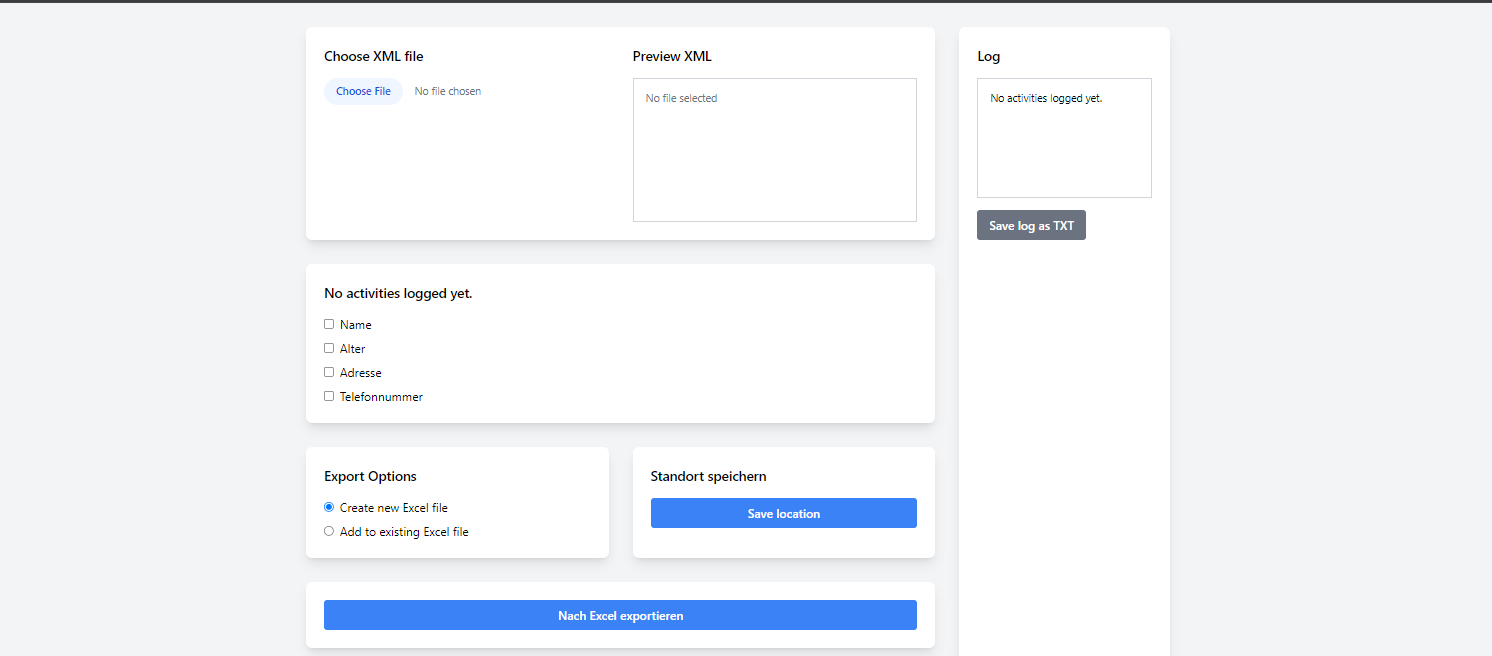 Choose XML file
Choose File No file chosen
Preview XML
No file selected
Log
No activities logged yet.
Save log as TXT
No activities logged yet.
Name
Alter
Adresse
Telefonnummer
Export Options
Create new Excel file
Add to existing Excel file
Standort speichern
Save location
Nach Excel exportieren